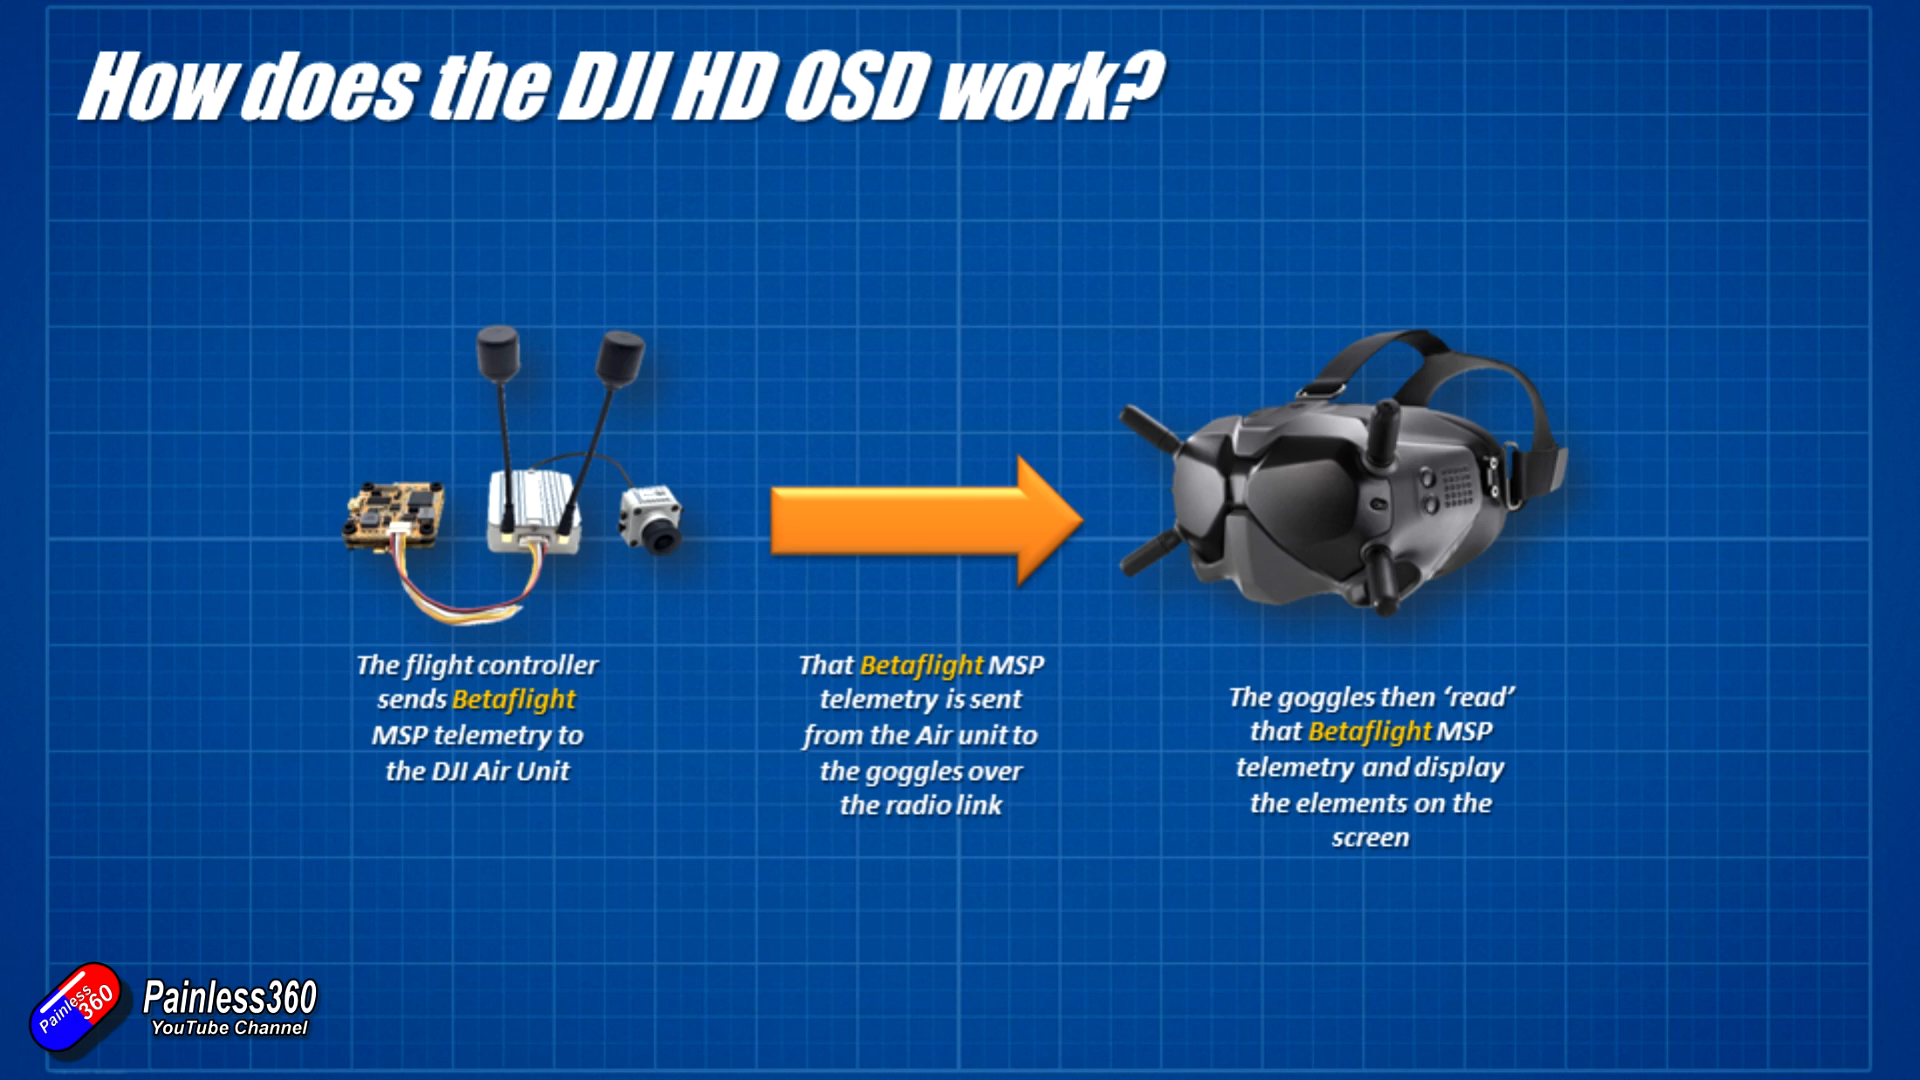 How does the DJI HD OSD work?
The flight controller
sends Betaflight
MSP telemetry to
the DJI Air Unit
That Betaflight MSP
telemetry is sent
from the Air unit to
the goggles over
the radio link
The goggles then ‘read’
that Betaflight MSP
telemetry and display
the elements on the
screen
Painless
360
Painless360
YouTube Channel